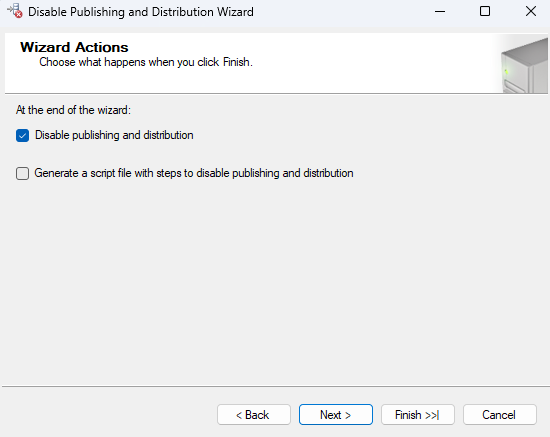 Disable Publishing and Distribution Wizard
Wizard Actions
Choose what happens when you click Finish.
At the end of the wizard:
Disable publishing and distribution
Generate a script file with steps to disable publishing and distribution
< Back
Next >
Finish >>|
Cancel